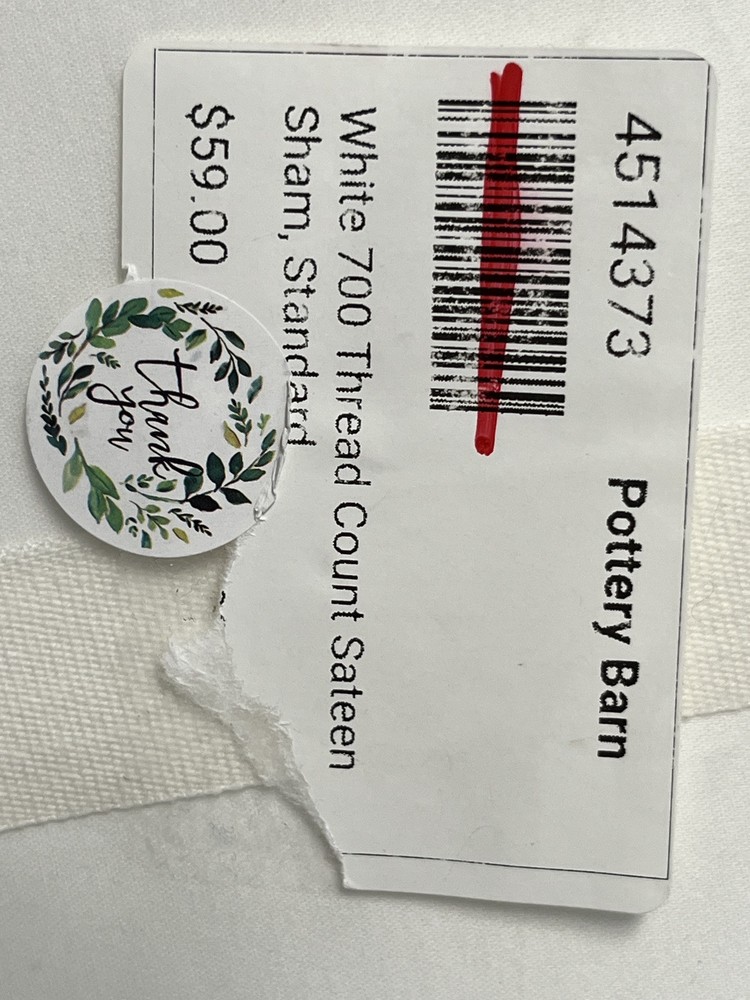 4514373 Pottery Barn
White 700 Thread Count Sateen
Sham, Standard
$59.00
thank
you